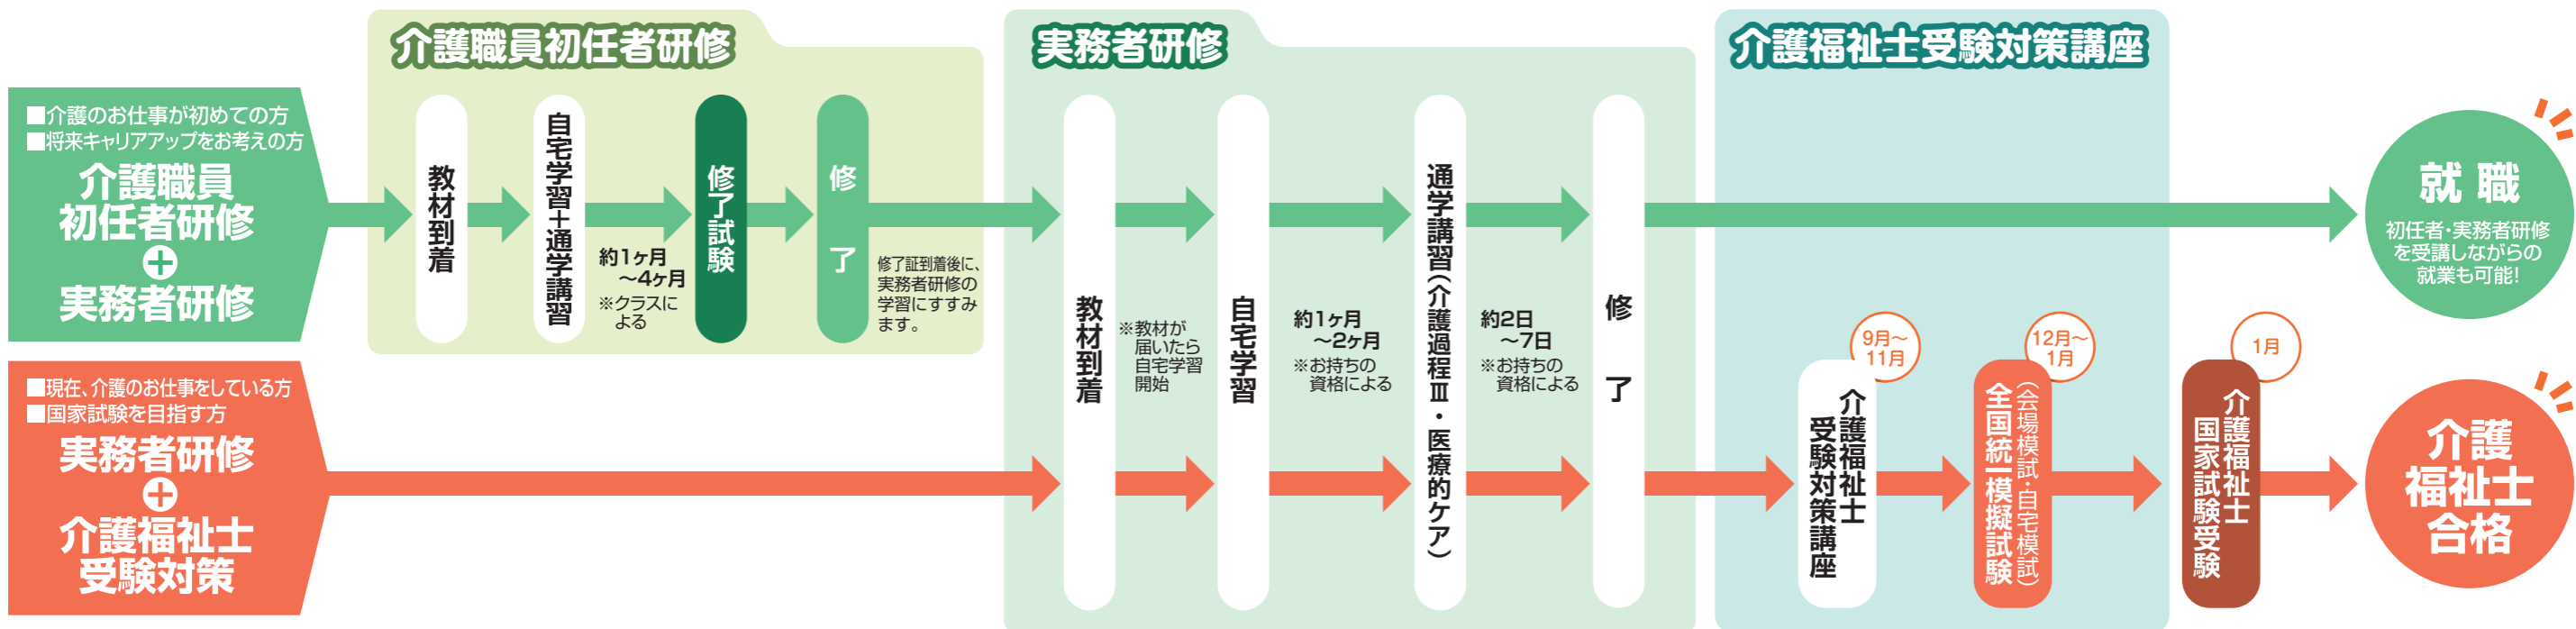 介護職員初任者研修
実務者研修
介護福祉士受験対策講座
■介護のお仕事が初めての方
■将来キャリアアップをお考えの方
介護職員
初任者研修
+
実務者研修
教材到着
自宅学習+通学講習
約1ヶ月
～4ヶ月
※クラスに
よる
修了試験
修了
修了証到着後に、
実務者研修の
学習にすすみ
ます。
教材到着
※教材が
届いたら
自宅学習
開始
自宅学習
約1ヶ月
～2ヶ月
※お持ちの
資格による
通学講習(介護過程Ⅲ・医療的ケア)
約2日
～7日
※お持ちの
資格による
修了
就職
初任者・実務者研修
を受講しながらの
就業も可能!
■現在、介護のお仕事をしている方
■国家試験を目指す方
実務者研修
+
介護福祉士
受験対策
9月～
11月
介護福祉士
受験対策講座
12月～
1月
(会場模試・自宅模試)
全国統一模擬試験
1月
介護福祉士
国家試験受験
介護
福祉士
合格